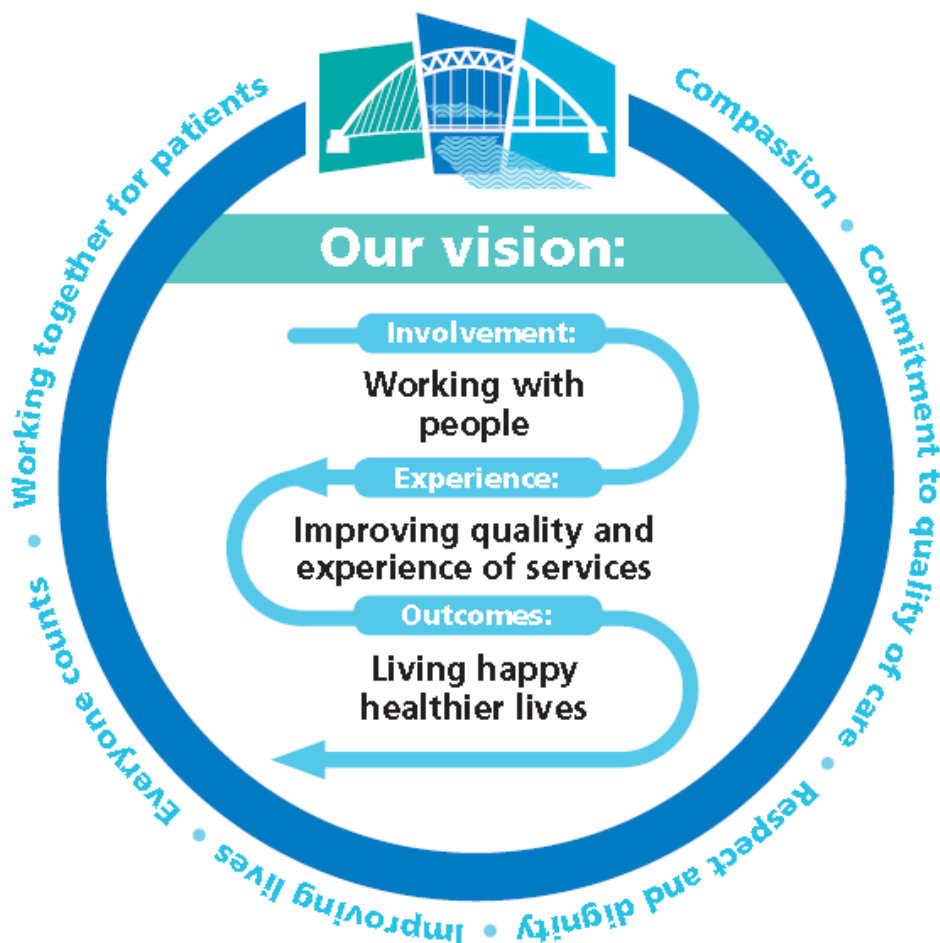 Our vision:
Involvement:
Working with
people
Experience:
Improving quality and
experience of services
Outcomes:
Living happy
healthier lives
Compassion • Commitment to quality of care • Respect and dignity • Improving lives • Everyone counts • Working together for patients